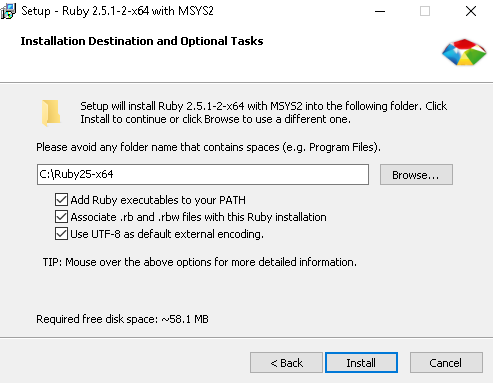 Setup - Ruby 2.5.1-2-x64 with MSYS2
Installation Destination and Optional Tasks
Setup will install Ruby 2.5.1-2-x64 with MSYS2 into the following folder. Click
Install to continue or click Browse to use a different one.
Please avoid any folder name that contains spaces (e.g. Program Files).
C:\Ruby25-x64
Browse...
Add Ruby executables to your PATH
Associate .rb and .rbw files with this Ruby installation
Use UTF-8 as default external encoding.
TIP: Mouse over the above options for more detailed information.
Required free disk space: ~58.1 MB
< Back
Install
Cancel